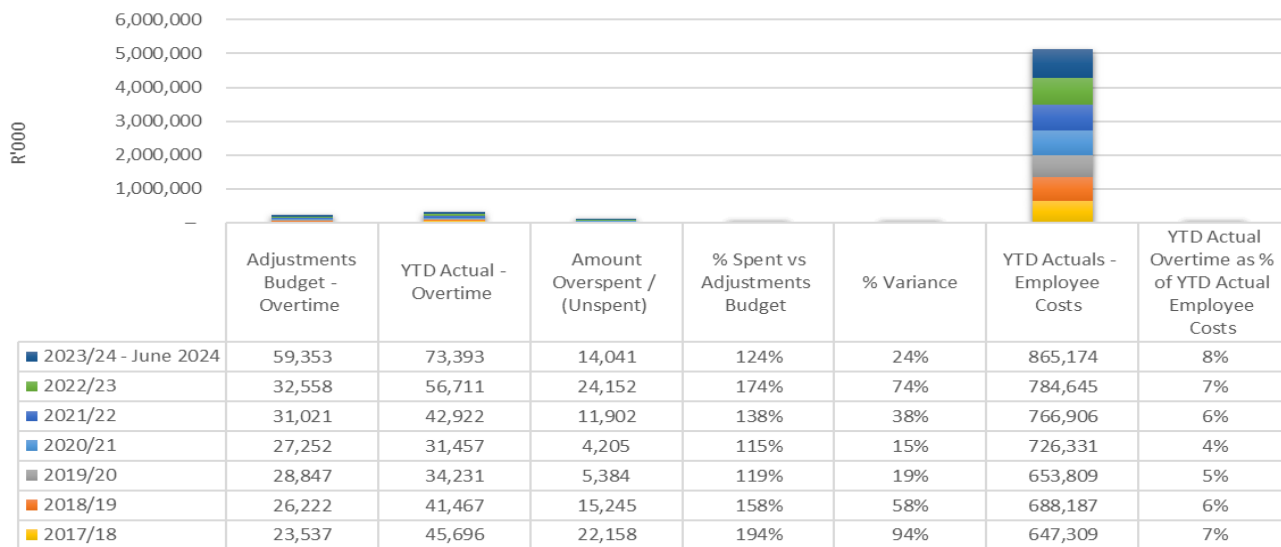 6,000,000
5,000,000
4,000,000
3,000,000
2,000,000
1,000,000
–
R'000
Adjustments Budget - Overtime
YTD Actual - Overtime
Amount Overspent / (Unspent)
% Spent vs Adjustments Budget
% Variance
YTD Actuals - Employee Costs
YTD Actual Overtime as % of YTD Actual Employee Costs
2023/24 - June 2024 59,353 73,393 14,041 124% 24% 865,174 8%
2022/23 32,558 56,711 24,152 174% 74% 784,645 7%
2021/22 31,021 42,922 11,902 138% 38% 766,906 6%
2020/21 27,252 31,457 4,205 115% 15% 726,331 4%
2019/20 28,847 34,231 5,384 119% 19% 653,809 5%
2018/19 26,222 41,467 15,245 158% 58% 688,187 6%
2017/18 23,537 45,696 22,158 194% 94% 647,309 7%